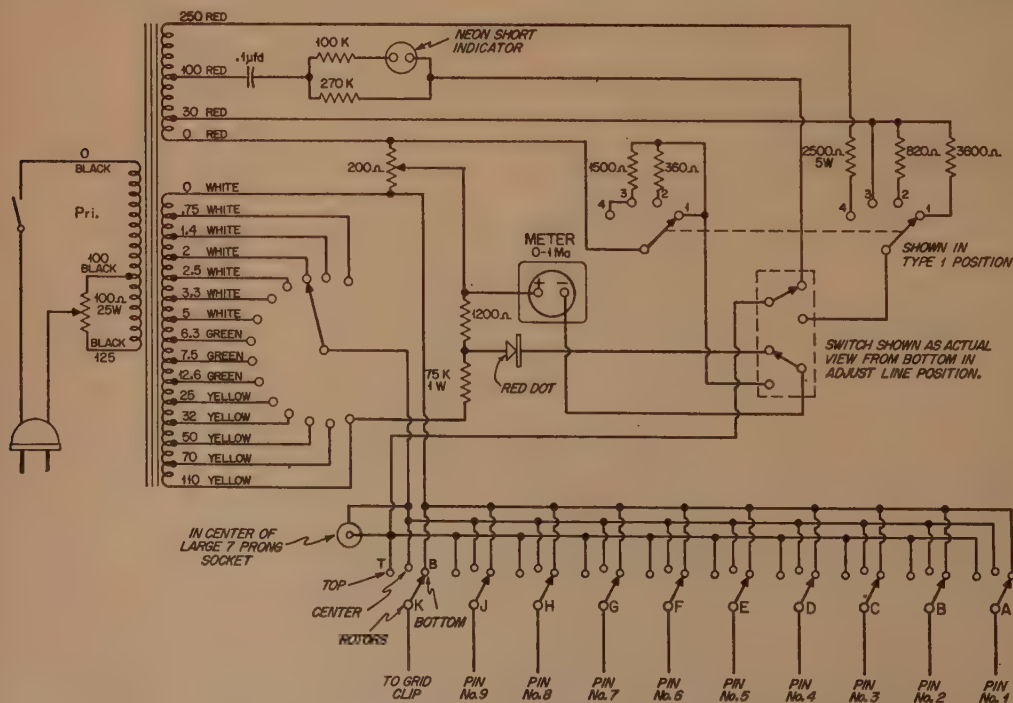 250 RED
NEON SHORT
INDICATOR
100 K
.1μfd
100 RED
270 K
30 RED
0 RED
0
BLACK
Pri.
100
BLACK
100Ω
25W
BLACK
125
200Ω
1500Ω
360Ω
3
2
4
1
2500Ω
5W
820Ω
3600Ω
3
2
4
1
SHOWN IN
TYPE 1 POSITION
0 WHITE
.75 WHITE
1.4 WHITE
2 WHITE
2.5 WHITE
3.3 WHITE
5 WHITE
6.3 GREEN
7.5 GREEN
12.6 GREEN
25 YELLOW
32 YELLOW
50 YELLOW
70 YELLOW
110 YELLOW
METER
0-1 Ma
+ −
1200Ω
75 K
1 W
RED DOT
SWITCH SHOWN AS ACTUAL
VIEW FROM BOTTOM IN
ADJUST LINE POSITION.
IN CENTER OF
LARGE 7 PRONG
SOCKET
T
B
TOP
CENTER
BOTTOM
ROTORS
K
J
H
G
F
E
D
C
B
A
TO GRID
CLIP
PIN
No.9
PIN
No.8
PIN
No.7
PIN
No.6
PIN
No.5
PIN
No.4
PIN
No.3
PIN
No.2
PIN
No.1